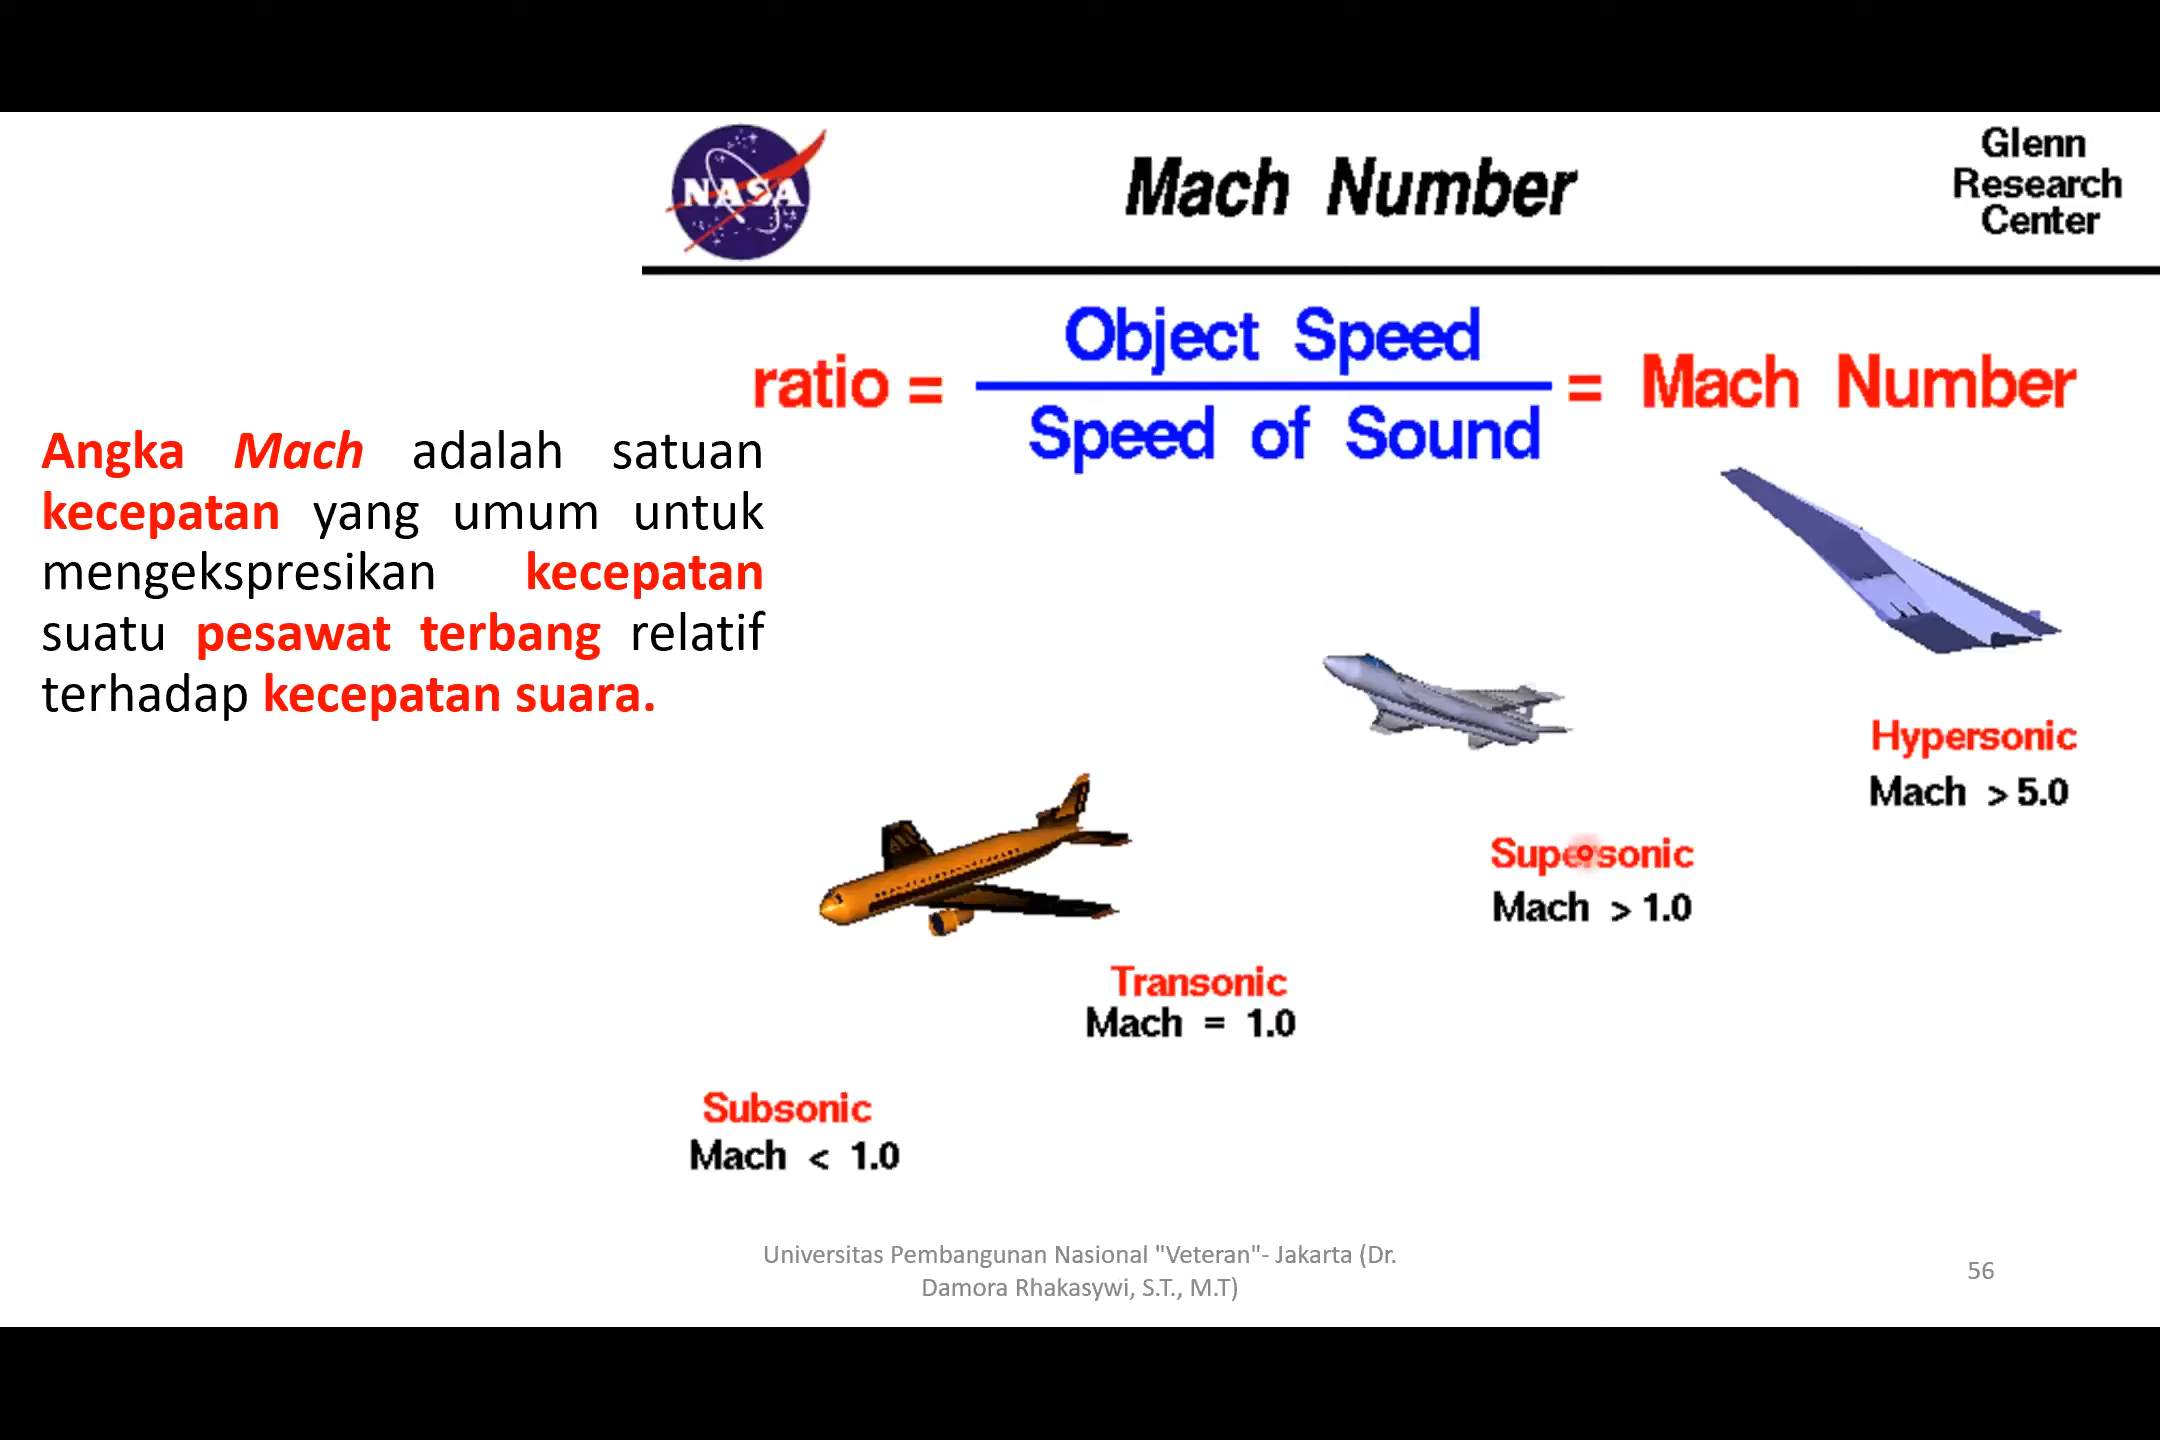 NASA
Mach Number
Glenn
Research
Center
ratio = Object Speed = Mach Number
Speed of Sound
Angka Mach adalah satuan
kecepatan yang umum untuk
mengekspresikan kecepatan
suatu pesawat terbang relatif
terhadap kecepatan suara.
Hypersonic
Mach > 5.0
Supersonic
Mach > 1.0
Transonic
Mach = 1.0
Subsonic
Mach < 1.0
Universitas Pembangunan Nasional "Veteran"- Jakarta (Dr.
Damora Rhakasywi, S.T., M.T)
56